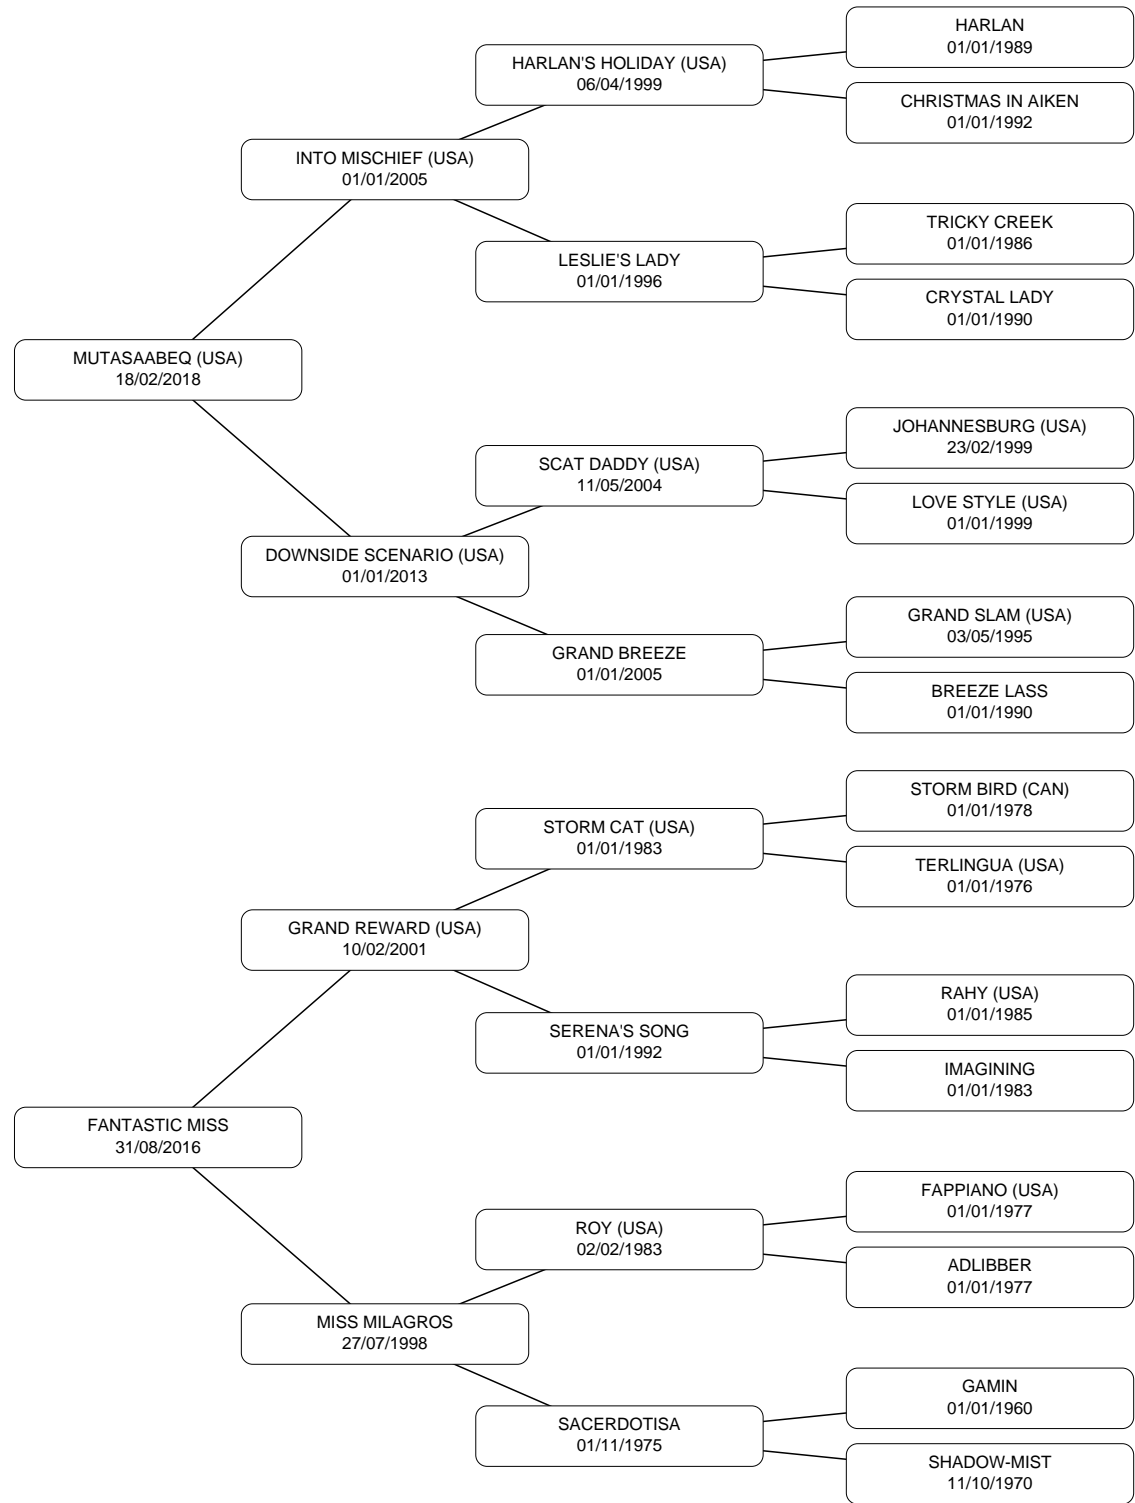 HARLAN
01/01/1989
HARLAN'S HOLIDAY (USA)
06/04/1999
CHRISTMAS IN AIKEN
01/01/1992
INTO MISCHIEF (USA)
01/01/2005
TRICKY CREEK
01/01/1986
LESLIE'S LADY
01/01/1996
CRYSTAL LADY
01/01/1990
MUTASAABEQ (USA)
18/02/2018
JOHANNESBURG (USA)
23/02/1999
SCAT DADDY (USA)
11/05/2004
LOVE STYLE (USA)
01/01/1999
DOWNSIDE SCENARIO (USA)
01/01/2013
GRAND SLAM (USA)
03/05/1995
GRAND BREEZE
01/01/2005
BREEZE LASS
01/01/1990
STORM BIRD (CAN)
01/01/1978
STORM CAT (USA)
01/01/1983
TERLINGUA (USA)
01/01/1976
GRAND REWARD (USA)
10/02/2001
RAHY (USA)
01/01/1985
SERENA'S SONG
01/01/1992
IMAGINING
01/01/1983
FANTASTIC MISS
31/08/2016
FAPPIANO (USA)
01/01/1977
ROY (USA)
02/02/1983
ADLIBBER
01/01/1977
MISS MILAGROS
27/07/1998
GAMIN
01/01/1960
SACERDOTISA
01/11/1975
SHADOW-MIST
11/10/1970